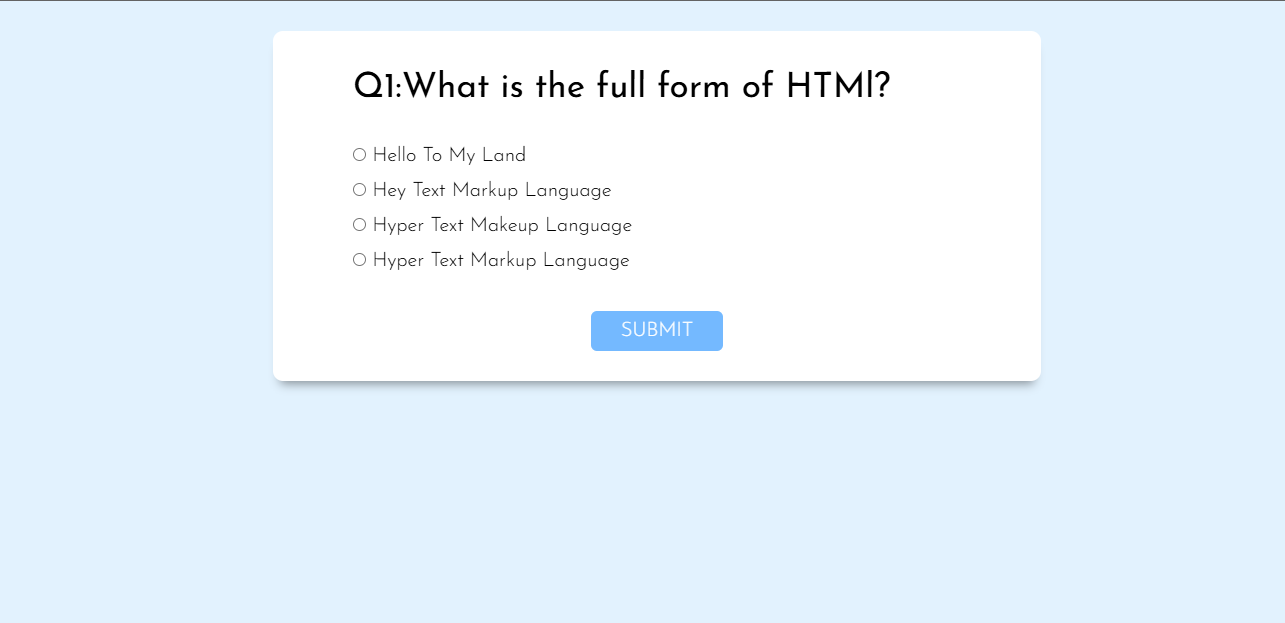 Q1:What is the full form of HTMl?
Hello To My Land
Hey Text Markup Language
Hyper Text Makeup Language
Hyper Text Markup Language
SUBMIT